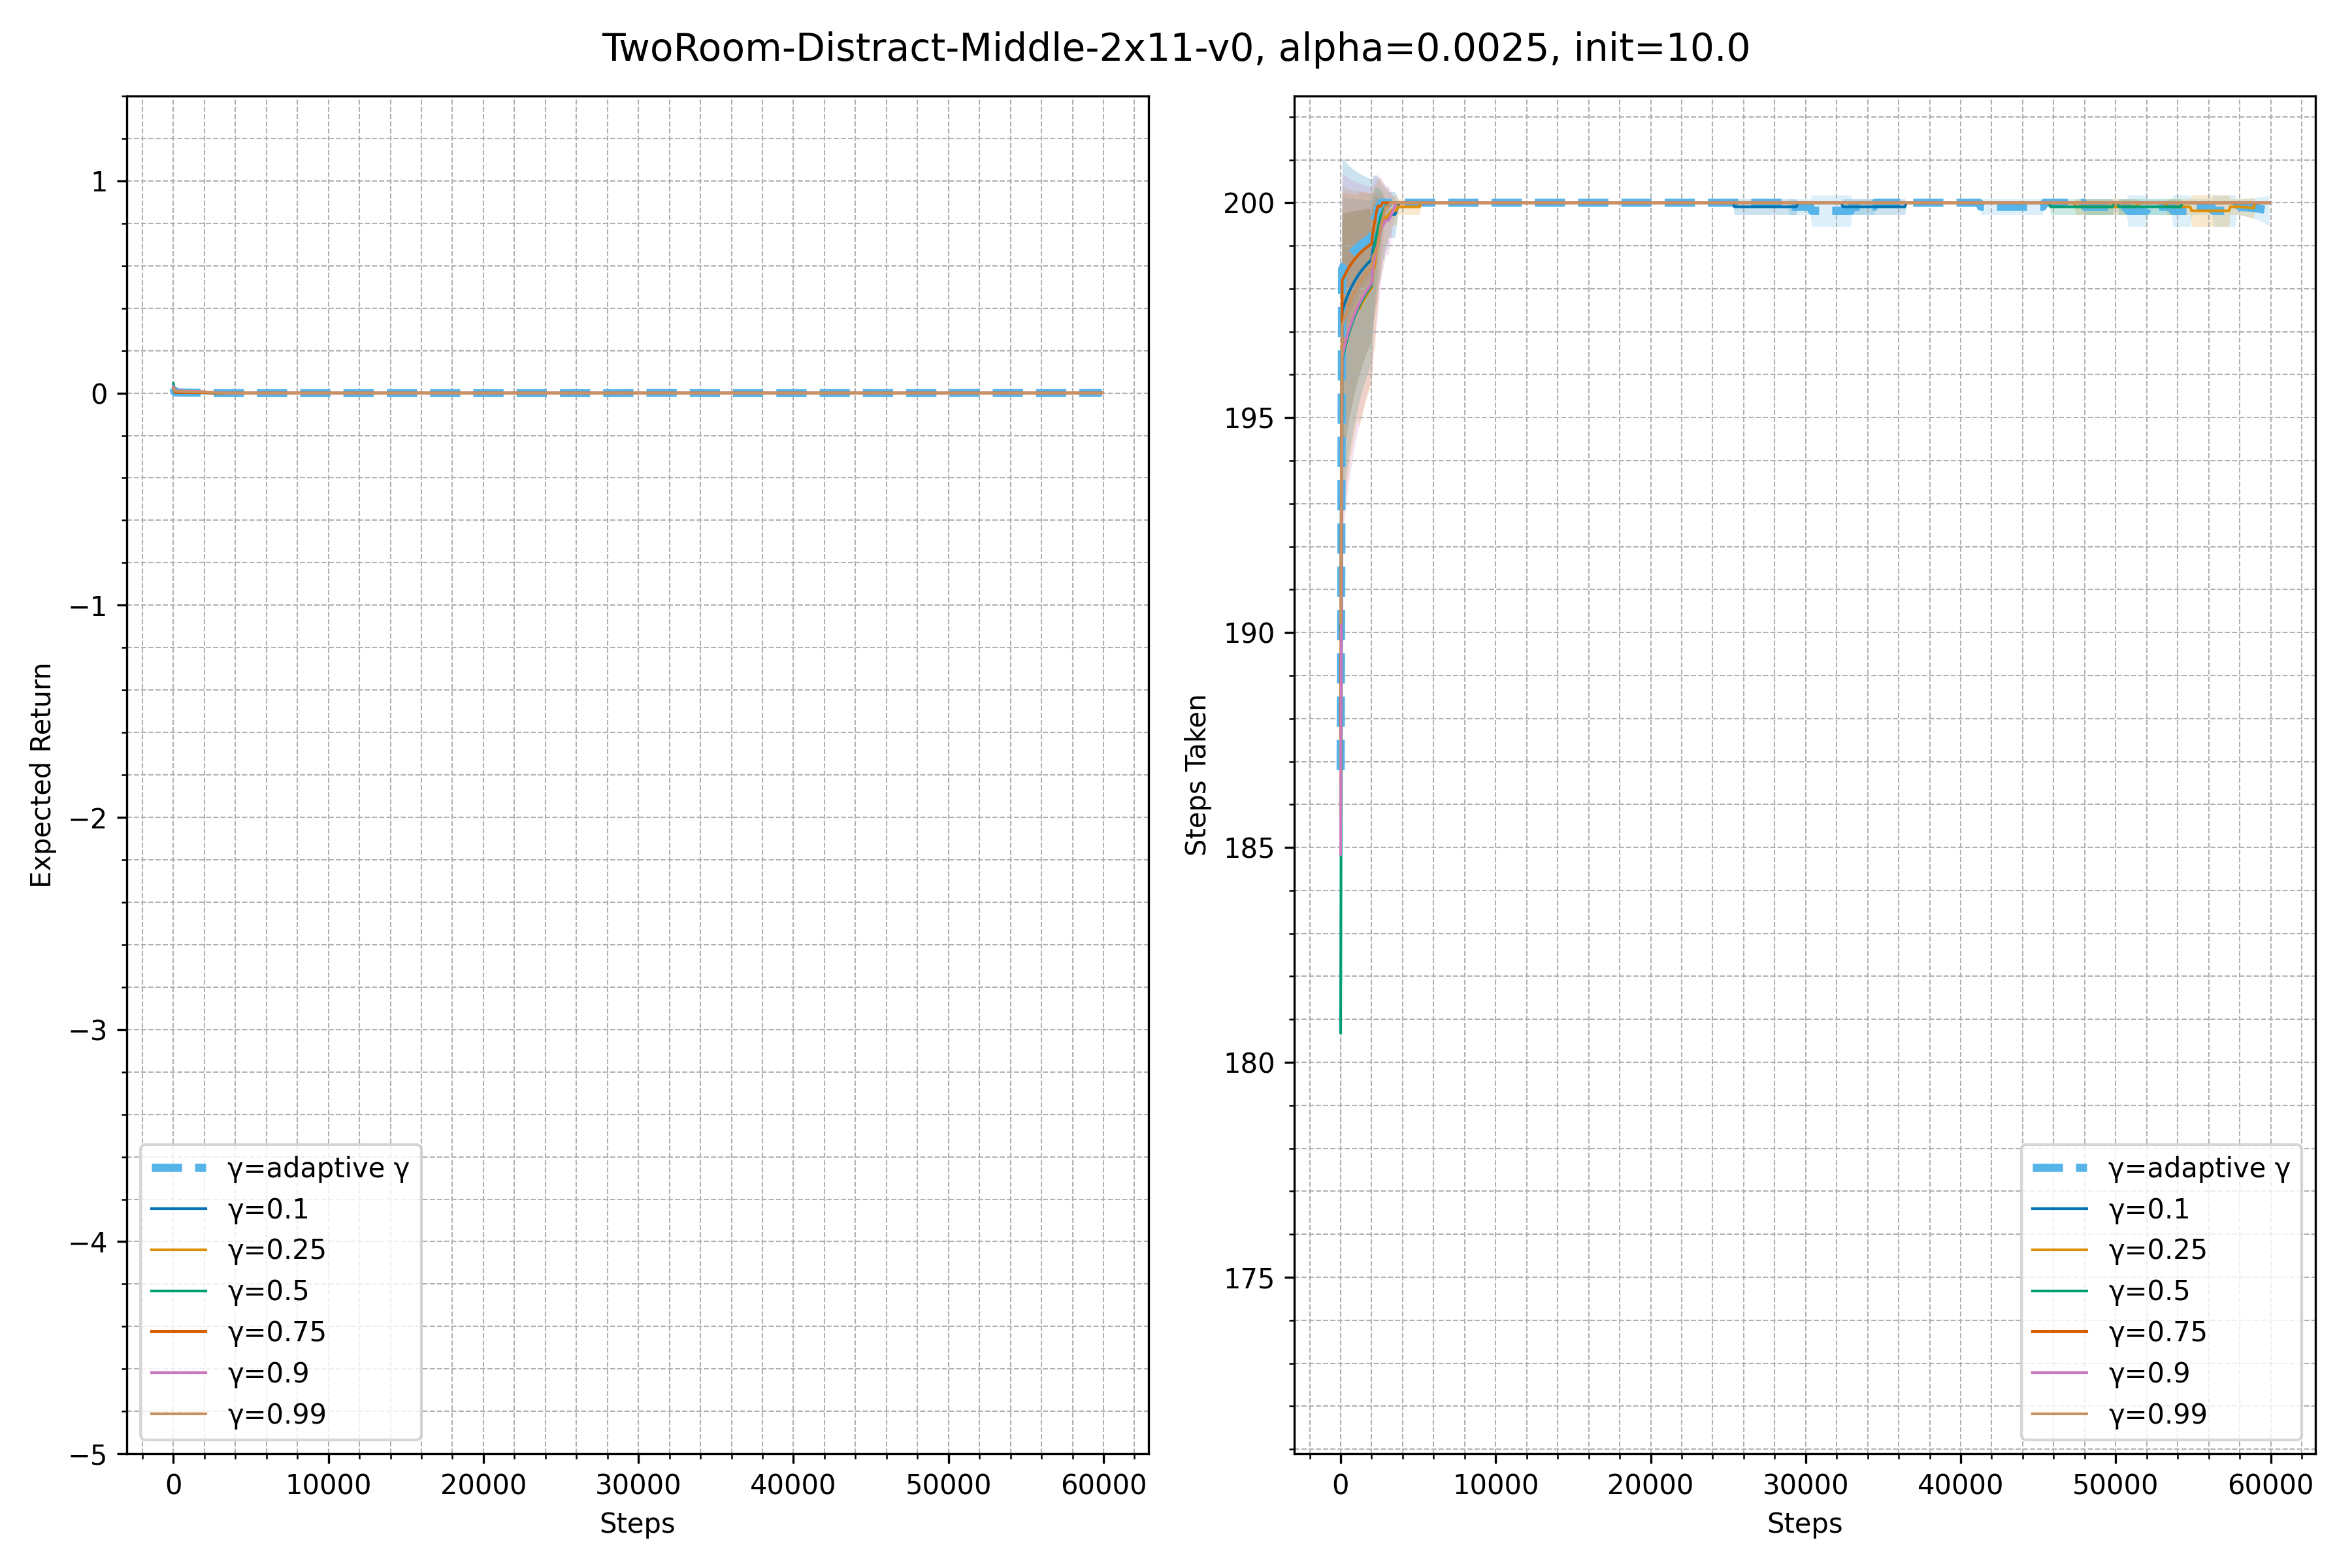 TwoRoom-Distract-Middle-2x11-v0, alpha=0.0025, init=10.0
Expected Return
1
0
−1
−2
−3
−4
−5
γ=adaptive γ
γ=0.1
γ=0.25
γ=0.5
γ=0.75
γ=0.9
γ=0.99
0 10000 20000 30000 40000 50000 60000
Steps
Steps Taken
200
195
190
185
180
175
γ=adaptive γ
γ=0.1
γ=0.25
γ=0.5
γ=0.75
γ=0.9
γ=0.99
0 10000 20000 30000 40000 50000 60000
Steps